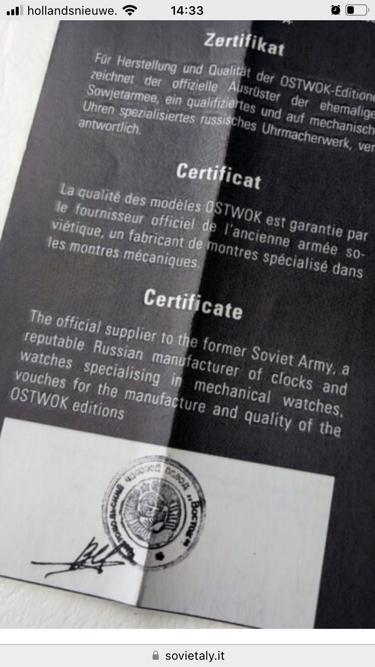 hollandsnieuwe.
14:33
Zertifikat
Für Herstellung und Qualität der OSTWOK-Editione
zeichnet der offizielle Ausrüster der ehemalige
Sowjetarmee, ein qualifiziertes und auf mechanisch
Uhren spezialisiertes russisches Uhrmacherwerk, ver
antwortlich.
Certificat
La qualité des modèles OSTWOK est garantie par
le fournisseur officiel de l'ancienne armée so-
viétique, un fabricant de montres spécialisé dans
les montres mécaniques.
Certificate
The official supplier to the former Soviet Army, a
reputable Russian manufacturer of clocks and
watches specialising in mechanical watches,
vouches for the manufacture and quality of the
OSTWOK editions
часовой завод „Восток"
sovietaly.it